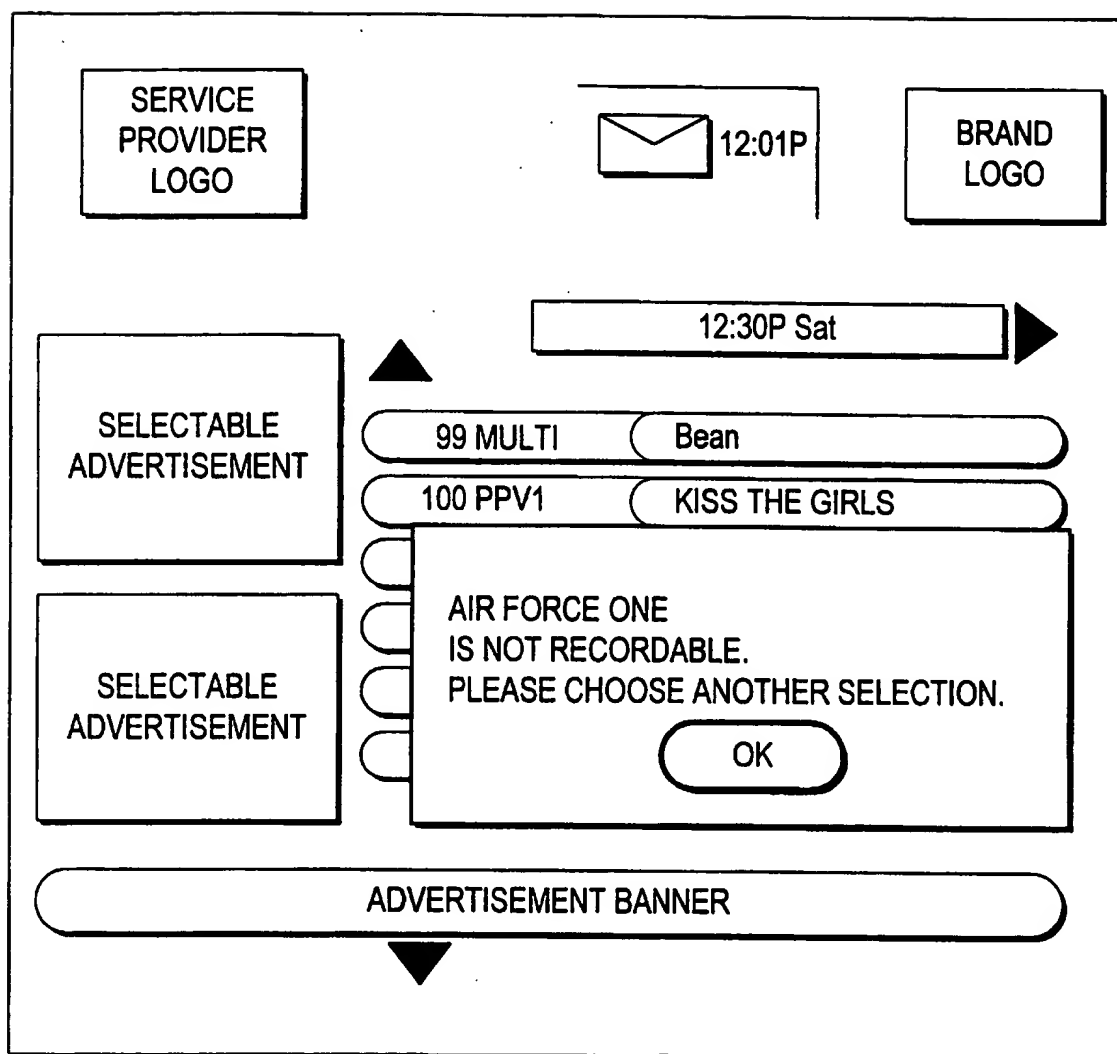 SERVICE
PROVIDER
LOGO
12:01P
BRAND
LOGO
12:30P Sat
SELECTABLE
ADVERTISEMENT
99 MULTI Bean
100 PPV1 KISS THE GIRLS
AIR FORCE ONE
IS NOT RECORDABLE.
PLEASE CHOOSE ANOTHER SELECTION.
OK
SELECTABLE
ADVERTISEMENT
ADVERTISEMENT BANNER